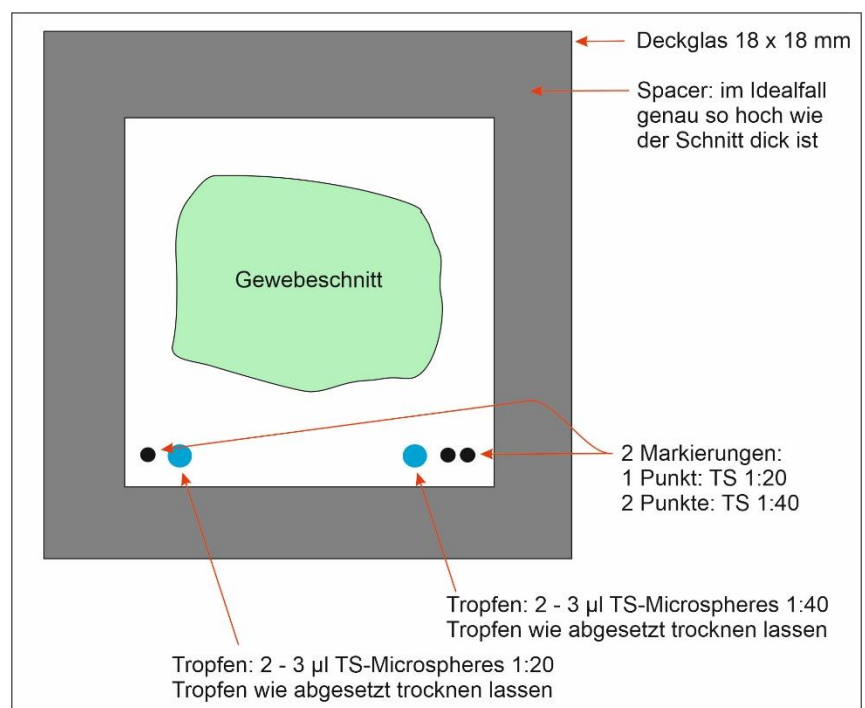 Deckglas 18 x 18 mm
Spacer: im Idealfall
genau so hoch wie
der Schnitt dick ist
Gewebeschnitt
2 Markierungen:
1 Punkt: TS 1:20
2 Punkte: TS 1:40
Tropfen: 2 - 3 µl TS-Microspheres 1:40
Tropfen wie abgesetzt trocknen lassen
Tropfen: 2 - 3 µl TS-Microspheres 1:20
Tropfen wie abgesetzt trocknen lassen